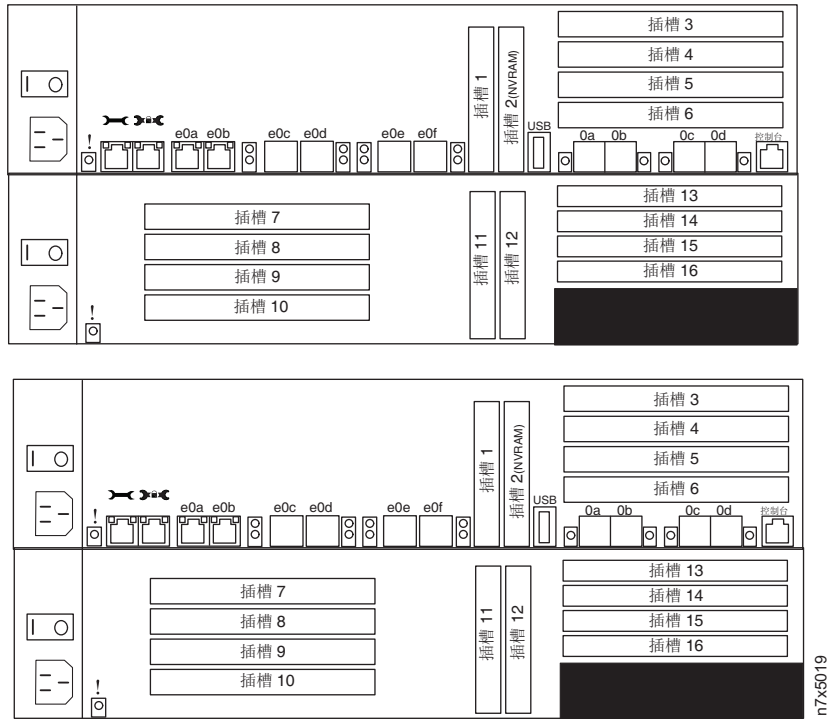 插槽 3
插槽 4
插槽 5
插槽 6
插槽 1
插槽 2(NVRAM)
USB
!
e0a e0b e0c e0d e0e e0f
0a 0b 0c 0d
控制台
插槽 7
插槽 8
插槽 9
插槽 10
!
插槽 11
插槽 12
插槽 13
插槽 14
插槽 15
插槽 16
插槽 3
插槽 4
插槽 5
插槽 6
插槽 1
插槽 2(NVRAM)
USB
!
e0a e0b e0c e0d e0e e0f
0a 0b 0c 0d
控制台
插槽 7
插槽 8
插槽 9
插槽 10
!
插槽 11
插槽 12
插槽 13
插槽 14
插槽 15
插槽 16
n7x5019